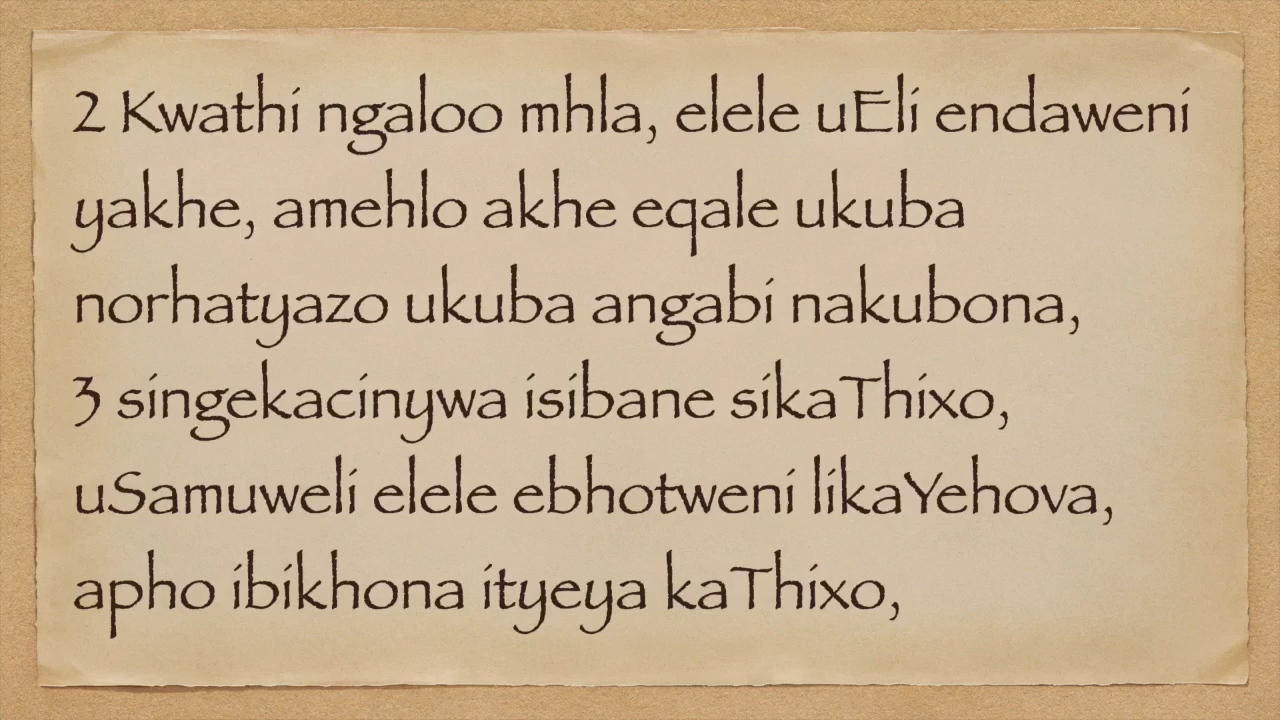 2 Kwathi ngaloo mhla, elele uEli endaweni
yakhe, amehlo akhe eqale ukuba
norhatyazo ukuba angabi nakubona,
3 singekacinywa isibane sikaThixo,
uSamuweli elele ebhotweni likaYehova,
apho ibikhona ityeya kaThixo,